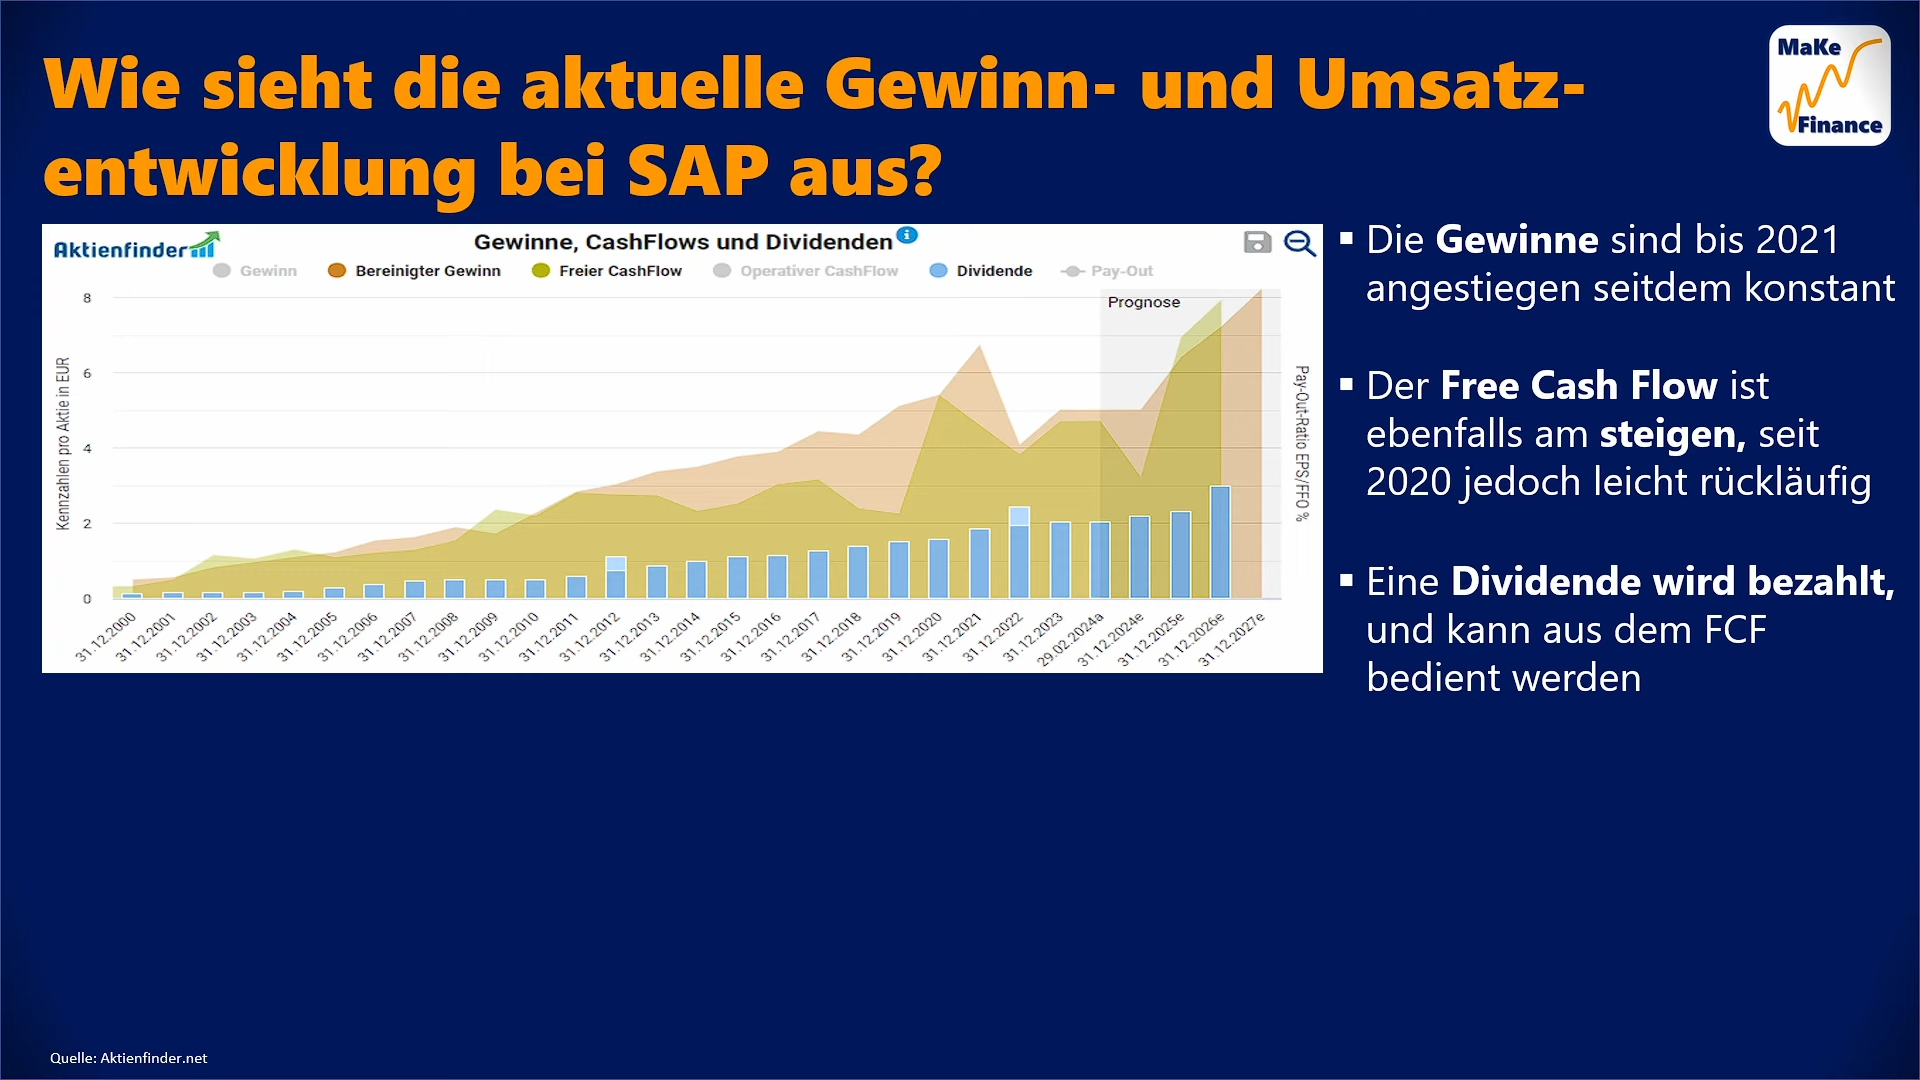 Wie sieht die aktuelle Gewinn- und Umsatz-
entwicklung bei SAP aus?
MaKe
Finance
Aktienfinder
Gewinne, CashFlows und Dividenden
i
Gewinn
Bereinigter Gewinn
Freier CashFlow
Operativer CashFlow
Dividende
Pay-Out
Prognose
Kennzahlen pro Aktie in EUR
8
6
4
2
0
Pay-Out-Ratio EPS/FFO %
31.12.2000
31.12.2001
31.12.2002
31.12.2003
31.12.2004
31.12.2005
31.12.2006
31.12.2007
31.12.2008
31.12.2009
31.12.2010
31.12.2011
31.12.2012
31.12.2013
31.12.2014
31.12.2015
31.12.2016
31.12.2017
31.12.2018
31.12.2019
31.12.2020
31.12.2021
31.12.2022
31.12.2023
29.02.2024a
31.12.2024e
31.12.2025e
31.12.2026e
31.12.2027e
▪ Die Gewinne sind bis 2021
angestiegen seitdem konstant
▪ Der Free Cash Flow ist
ebenfalls am steigen, seit
2020 jedoch leicht rückläufig
▪ Eine Dividende wird bezahlt,
und kann aus dem FCF
bedient werden
Quelle: Aktienfinder.net